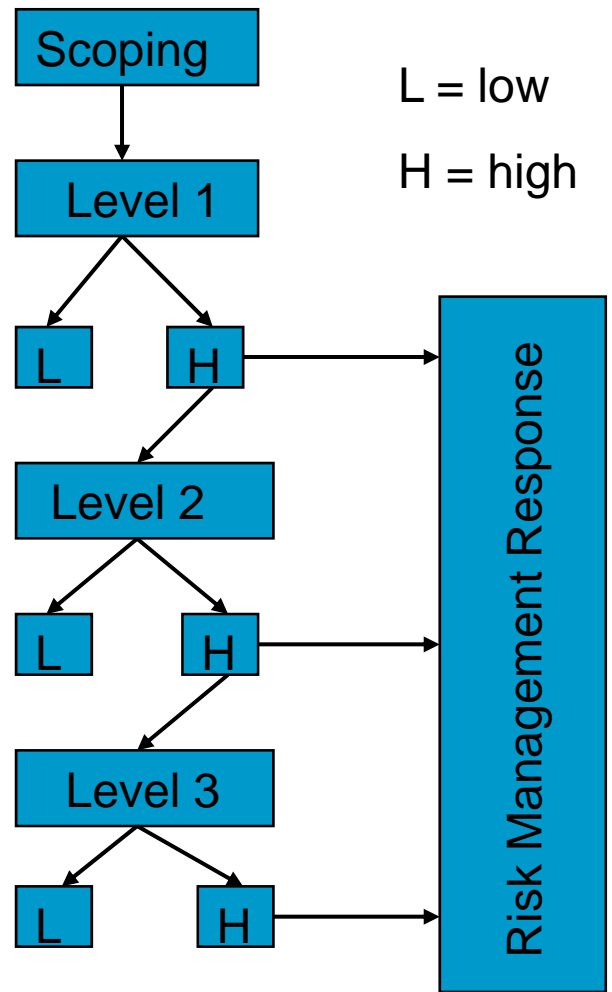 Scoping
L = low
H = high
Level 1
L
H
Level 2
L
H
Level 3
L
H
Risk Management Response